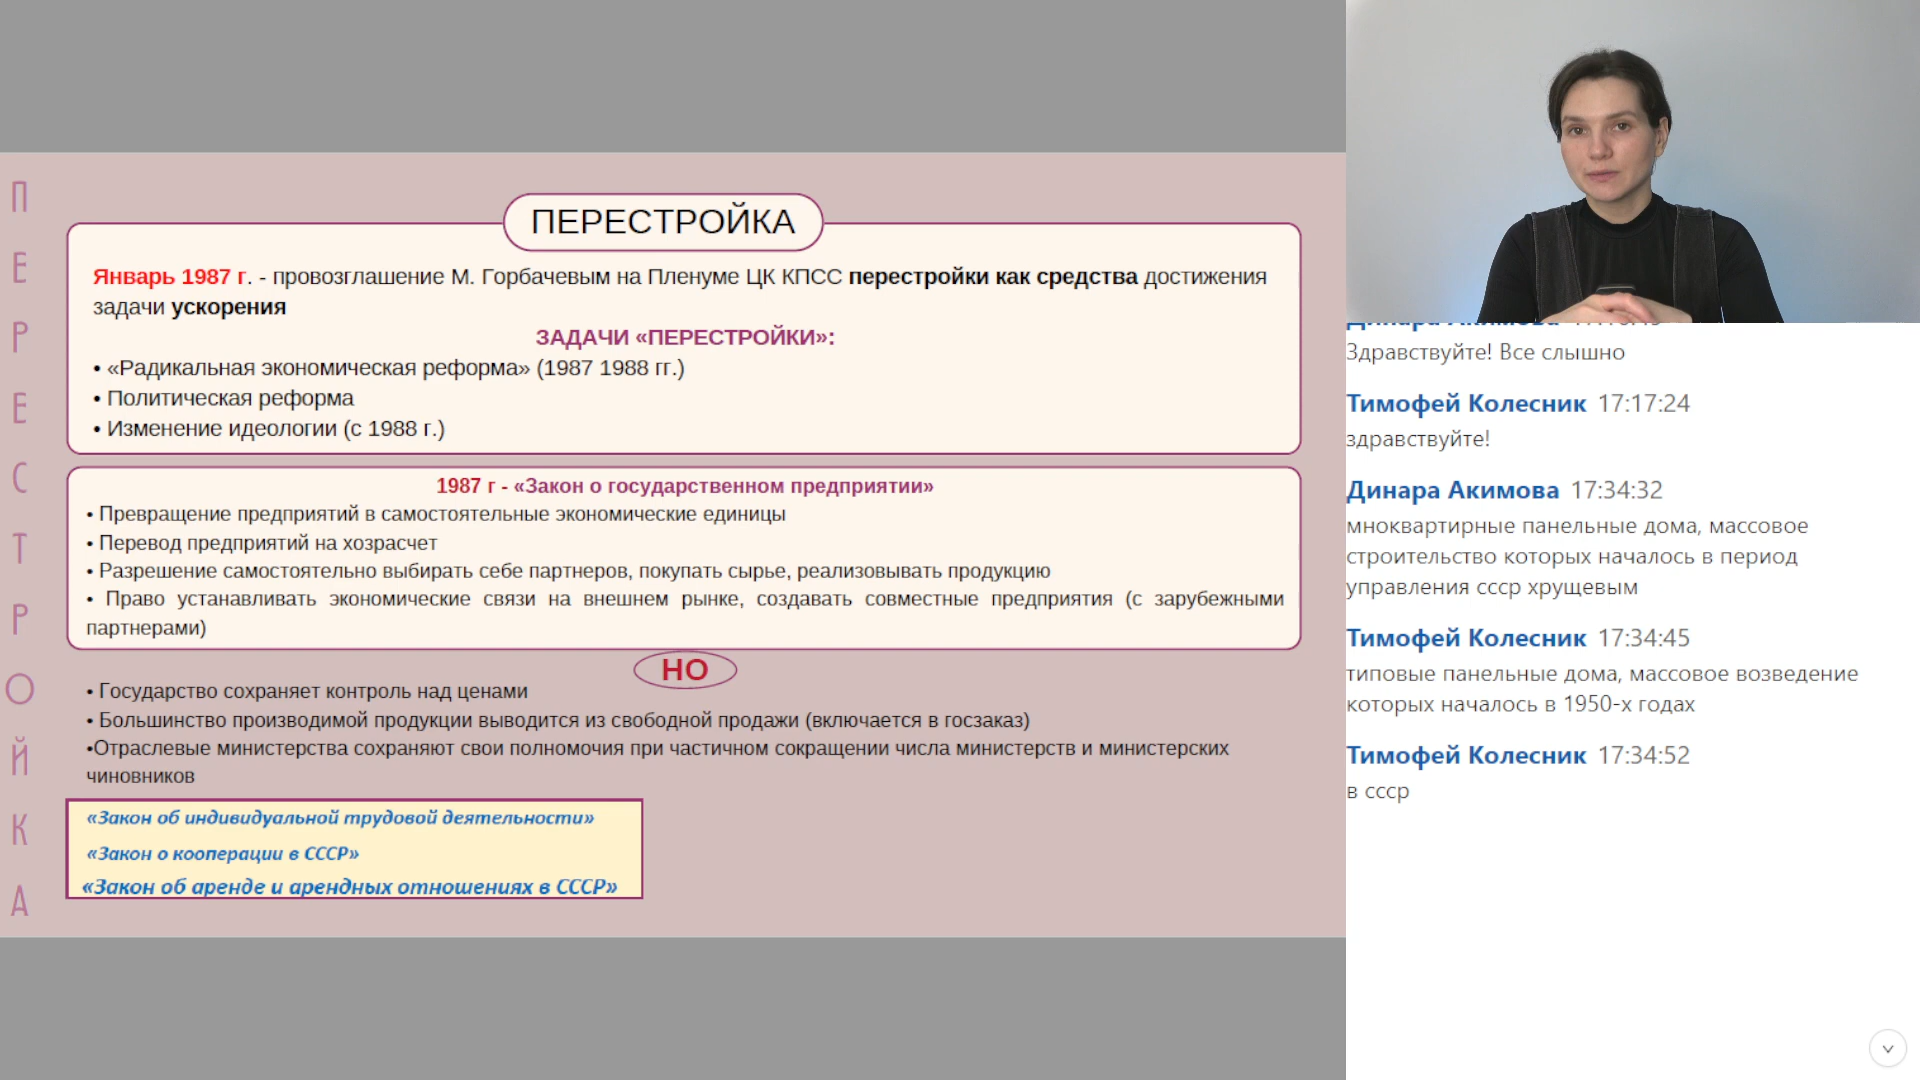 ПЕРЕСТРОЙКА
ПЕРЕСТРОЙКА
Январь 1987 г. - провозглашение М. Горбачевым на Пленуме ЦК КПСС перестройки как средства достижения
задачи ускорения
ЗАДАЧИ «ПЕРЕСТРОЙКИ»:
• «Радикальная экономическая реформа» (1987 1988 гг.)
• Политическая реформа
• Изменение идеологии (с 1988 г.)
1987 г - «Закон о государственном предприятии»
• Превращение предприятий в самостоятельные экономические единицы
• Перевод предприятий на хозрасчет
• Разрешение самостоятельно выбирать себе партнеров, покупать сырье, реализовывать продукцию
• Право устанавливать экономические связи на внешнем рынке, создавать совместные предприятия (с зарубежными
партнерами)
НО
• Государство сохраняет контроль над ценами
• Большинство производимой продукции выводится из свободной продажи (включается в госзаказ)
•Отраслевые министерства сохраняют свои полномочия при частичном сокращении числа министерств и министерских
чиновников
«Закон об индивидуальной трудовой деятельности»
«Закон о кооперации в СССР»
«Закон об аренде и арендных отношениях в СССР»
Динара Акимова
Здравствуйте! Все слышно
Тимофей Колесник 17:17:24
здравствуйте!
Динара Акимова 17:34:32
мноквартирные панельные дома, массовое
строительство которых началось в период
управления ссср хрущевым
Тимофей Колесник 17:34:45
типовые панельные дома, массовое возведение
которых началось в 1950-х годах
Тимофей Колесник 17:34:52
в ссср